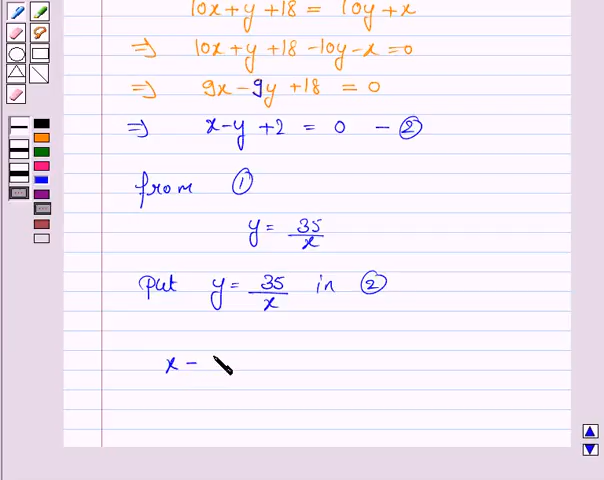 10x+y+18 = 10y+x
⇒ 10x+y+18-10y-x=0
⇒ 9x-9y+18 = 0
⇒ x-y+2 = 0 - ②
from ①
y = 35/x
Put y = 35/x in ②
x -